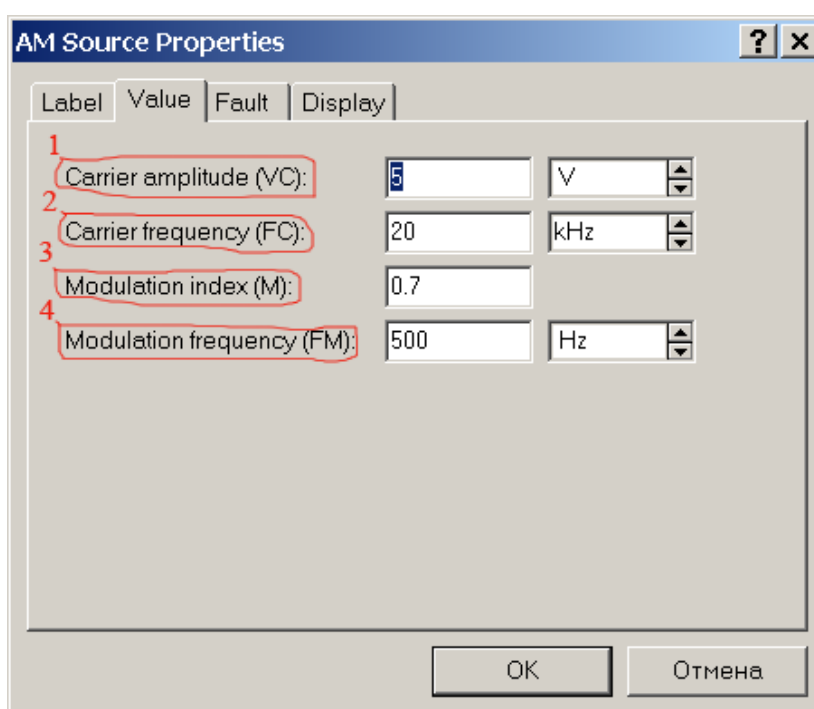 AM Source Properties
Label Value Fault Display
1
Carrier amplitude (VC): 5 V
2
Carrier frequency (FC): 20 kHz
3
Modulation index (M): 0.7
4
Modulation frequency (FM): 500 Hz
OK Отмена